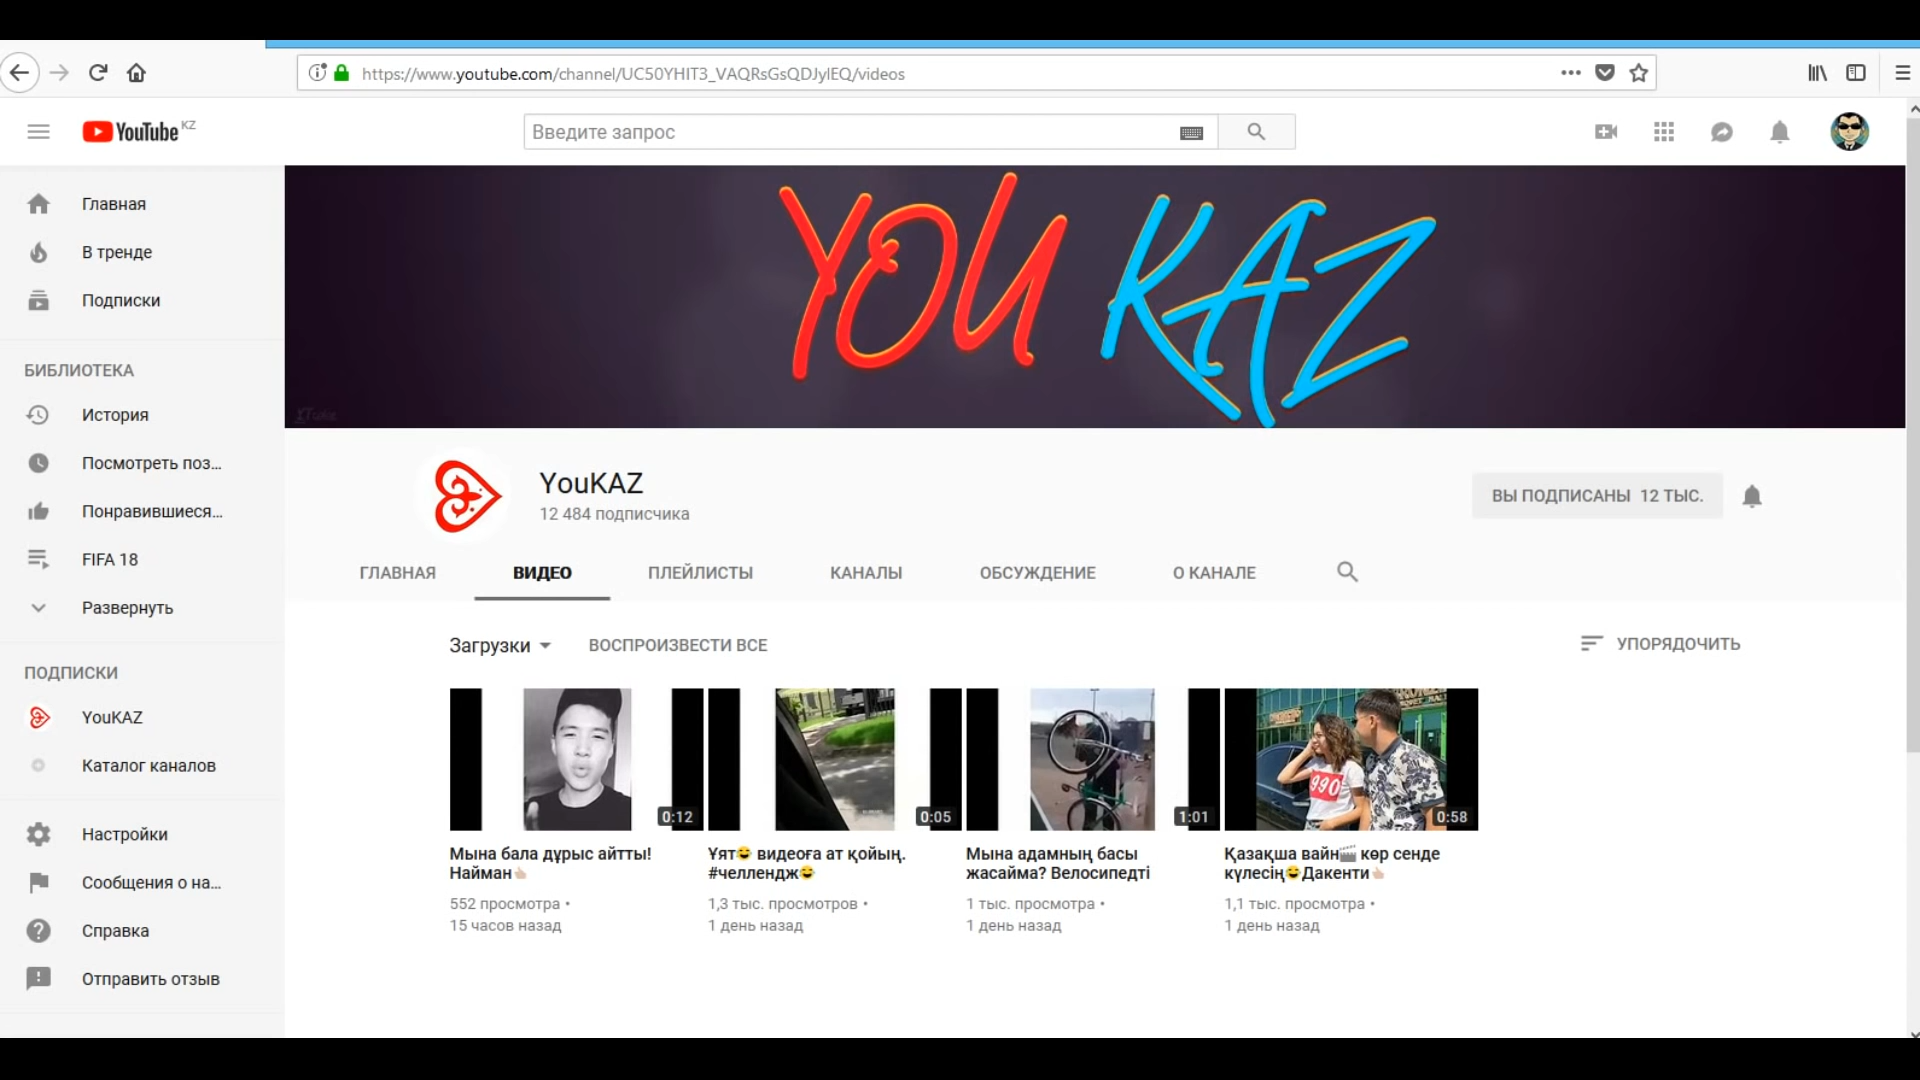 https://www.youtube.com/channel/UC50YHIT3_VAQRsGsQDJylEQ/videos
YouTube KZ
Введите запрос
Главная
В тренде
Подписки
БИБЛИОТЕКА
История
Посмотреть поз...
Понравившиеся...
FIFA 18
Развернуть
ПОДПИСКИ
YouKAZ
Каталог каналов
Настройки
Сообщения о на...
Справка
Отправить отзыв
YOU KAZ
YouKAZ
12 484 подписчика
ВЫ ПОДПИСАНЫ 12 ТЫС.
ГЛАВНАЯ ВИДЕО ПЛЕЙЛИСТЫ КАНАЛЫ ОБСУЖДЕНИЕ О КАНАЛЕ
Загрузки ВОСПРОИЗВЕСТИ ВСЕ УПОРЯДОЧИТЬ
0:12
Мына бала дұрыс айтты!
Найман👆🏻
552 просмотра •
15 часов назад
0:05
Ұят😂 видеоға ат қойың.
#челлендж😂
1,3 тыс. просмотров •
1 день назад
1:01
Мына адамның басы
жасайма? Велосипедті
1 тыс. просмотра •
1 день назад
990
0:58
Қазақша вайн🎬 көр сенде
күлесің😂Дакенти👆🏻
1,1 тыс. просмотра •
1 день назад